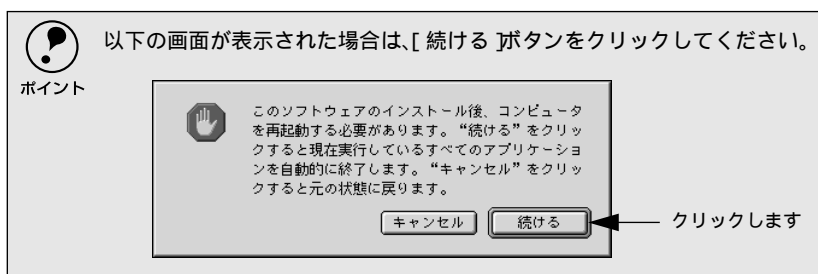 以下の画面が表示された場合は、[ 続ける ]ボタンをクリックしてください。
ポイント
このソフトウェアのインストール後、コンピュータ
を再起動する必要があります。“続ける”をクリッ
クすると現在実行しているすべてのアプリケーショ
ンを自動的に終了します。“キャンセル”をクリッ
クすると元の状態に戻ります。
キャンセル 続ける クリックします